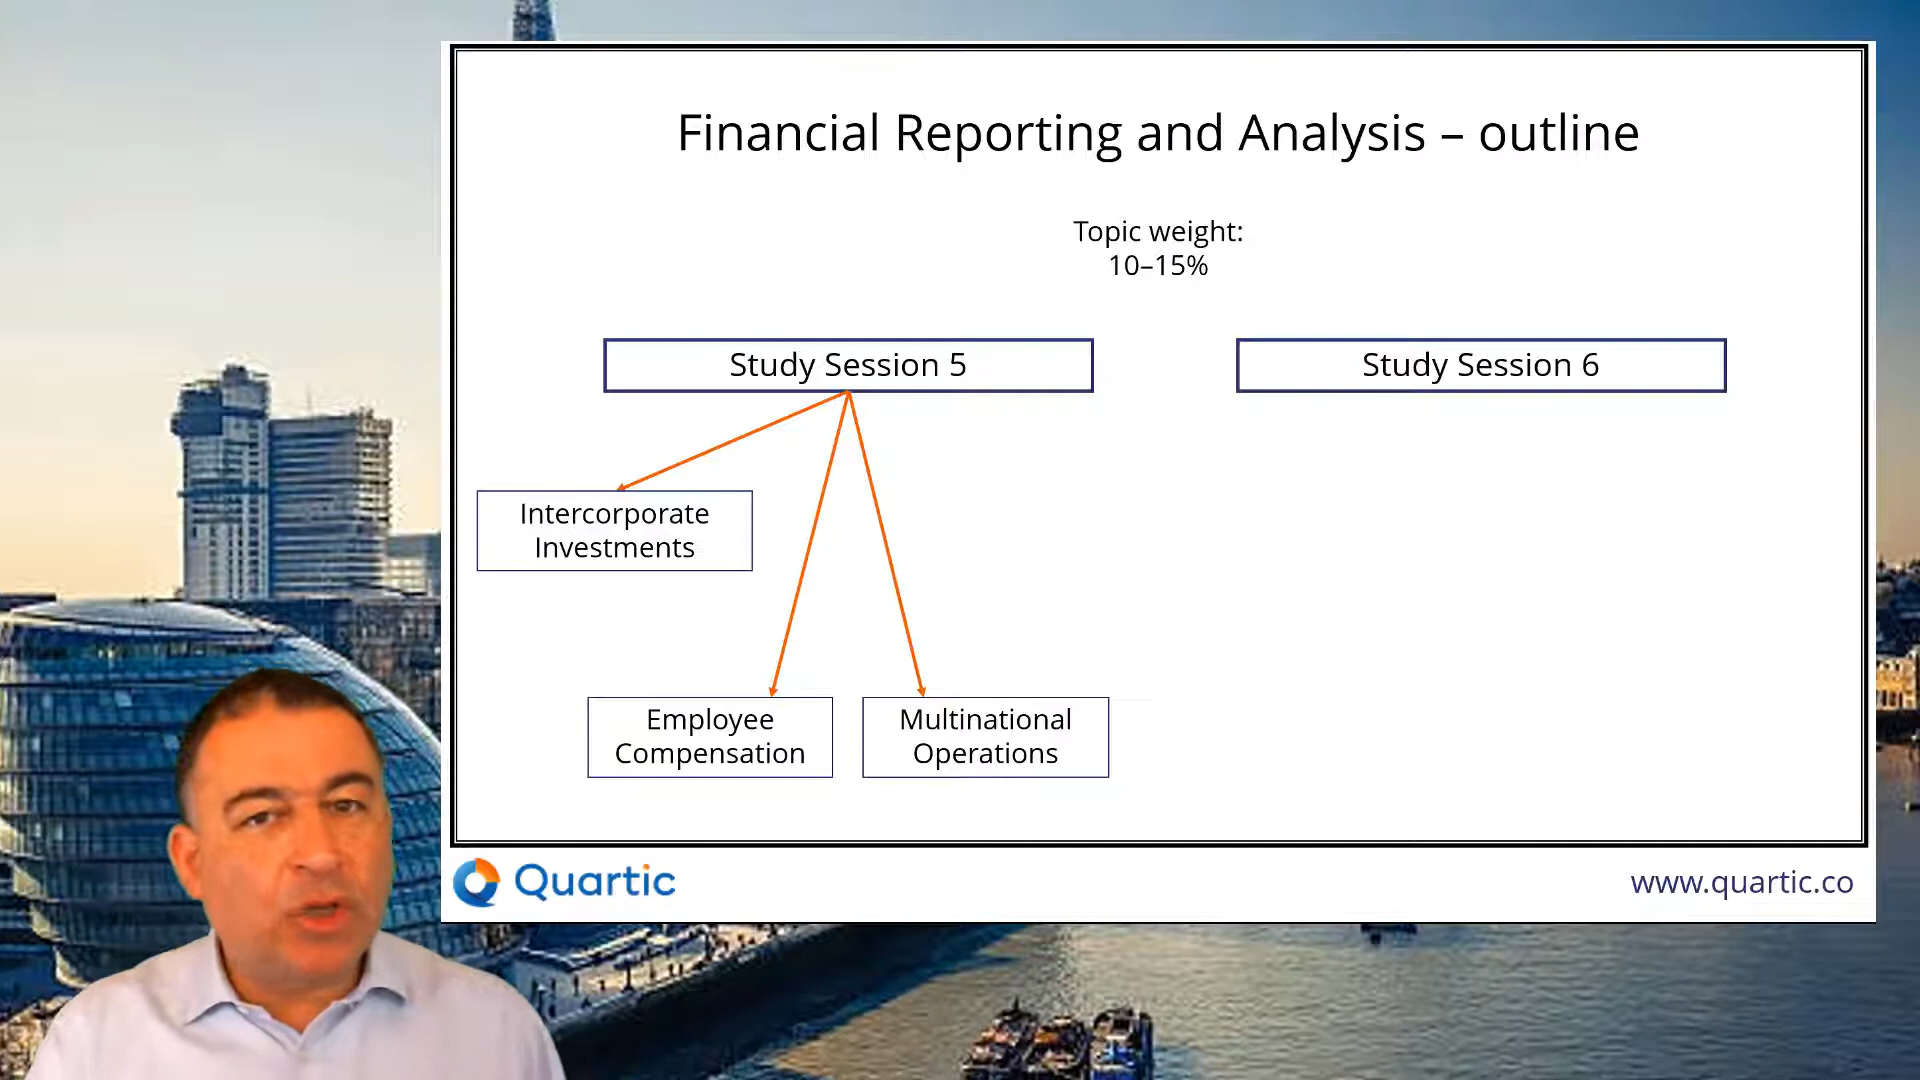 Financial Reporting and Analysis – outline
Topic weight:
10–15%
Study Session 5
Study Session 6
Intercorporate
Investments
Employee
Compensation
Multinational
Operations
Quartic
www.quartic.co